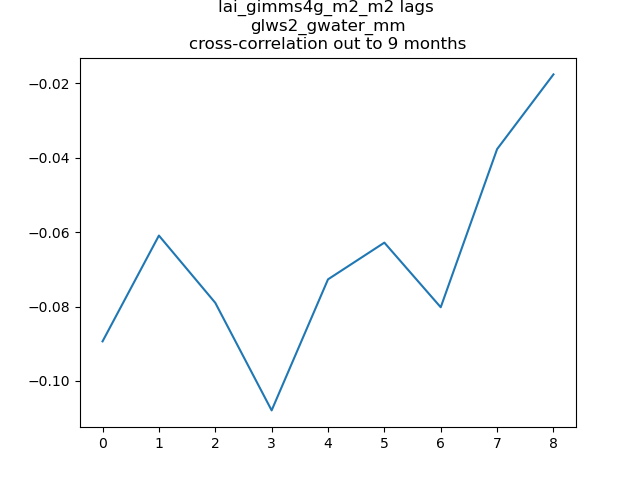 lai_gimms4g_m2_m2 lags
glws2_gwater_mm
cross-correlation out to 9 months
−0.02
−0.04
−0.06
−0.08
−0.10
0 1 2 3 4 5 6 7 8